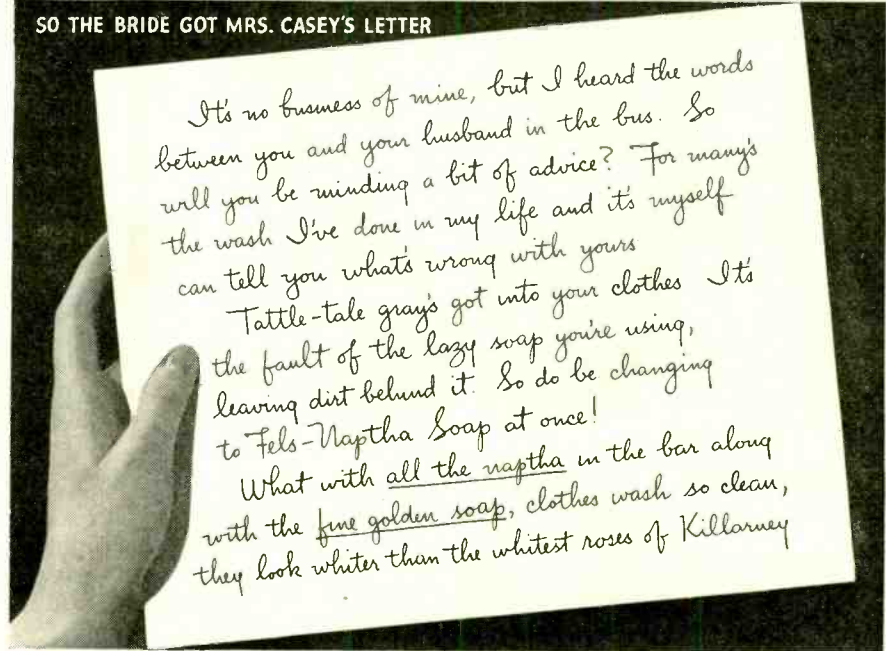 SO THE BRIDE GOT MRS. CASEY'S LETTER
It's no business of mine, but I heard the words
between you and your husband in the bus. So
will you be minding a bit of advice? For many's
the wash I've done in my life and it's myself
can tell you what's wrong with yours
Tattle-tale gray's got into your clothes It's
the fault of the lazy soap you're using,
leaving dirt behind it. So do be changing
to Fels-Naptha Soap at once!
What with all the naptha in the bar along
with the fine golden soap, clothes wash so clean,
they look whiter than the whitest roses of Killarney